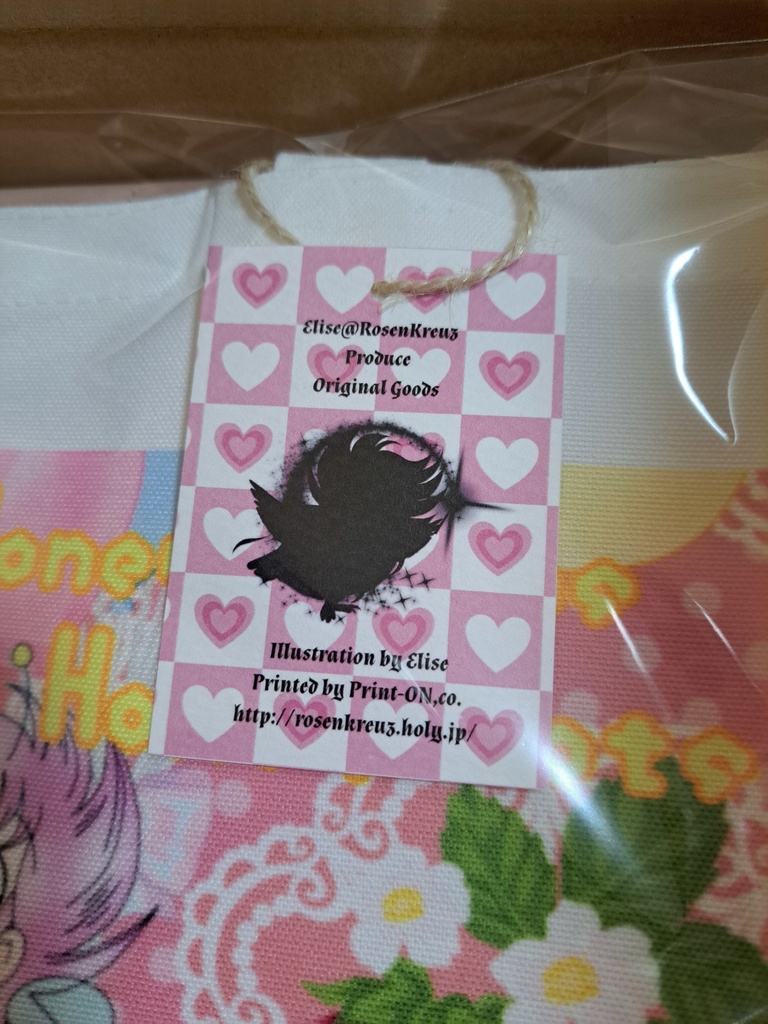 Elise@RosenKreuz
Produce
Original Goods
Illustration by Elise
Printed by Print-ON,co.
http://rosenkreuz.holy.jp/